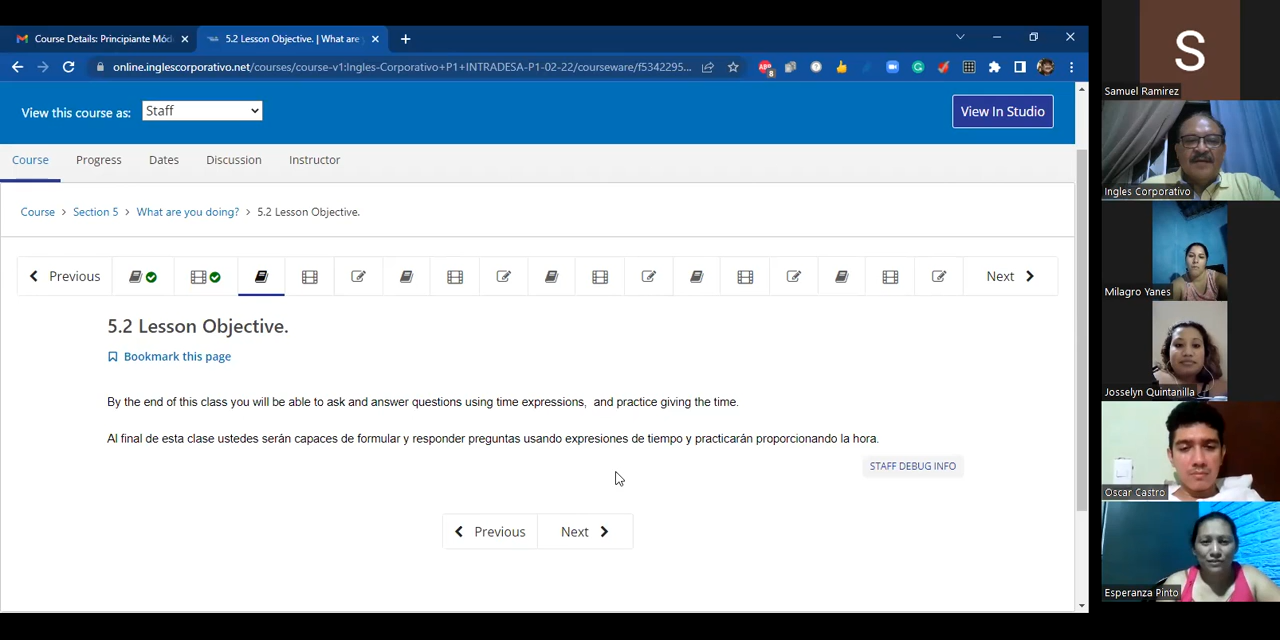 Course Details: Principiante Mód
5.2 Lesson Objective. | What are
online.inglescorporativo.net/courses/course-v1:Ingles-Corporativo+P1+INTRADESA-P1-02-22/courseware/f5342295...
ABP
8
View this course as:
Staff
View In Studio
Course
Progress
Dates
Discussion
Instructor
Course > Section 5 > What are you doing? > 5.2 Lesson Objective.
Previous
Next
5.2 Lesson Objective.
Bookmark this page
By the end of this class you will be able to ask and answer questions using time expressions, and practice giving the time.
Al final de esta clase ustedes serán capaces de formular y responder preguntas usando expresiones de tiempo y practicarán proporcionando la hora.
STAFF DEBUG INFO
Previous
Next
S
Samuel Ramirez
Ingles Corporativo
Milagro Yanes
Josselyn Quintanilla
Oscar Castro
Esperanza Pinto